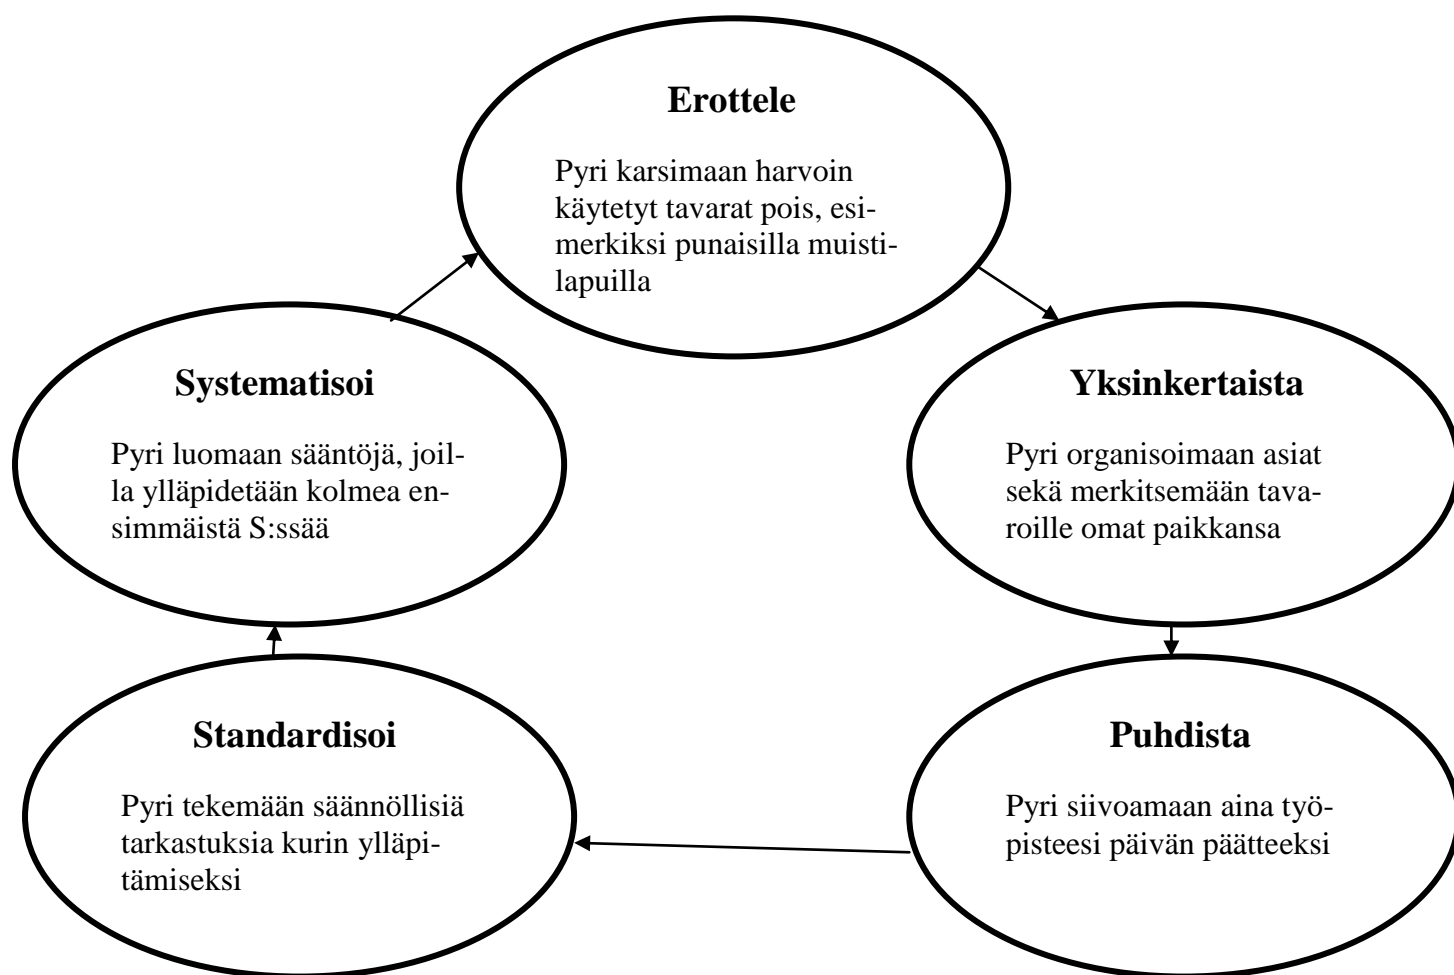 Erottele
Pyri karsimaan harvoin
käytetyt tavarat pois, esi-
merkiksi punaisilla muisti-
lapuilla
Systematisoi
Pyri luomaan sääntöjä, joil-
la ylläpidetään kolmea en-
simmäistä S:ssää
Yksinkertaista
Pyri organisoimaan asiat
sekä merkitsemään tava-
roille omat paikkansa
Standardisoi
Pyri tekemään säännöllisiä
tarkastuksia kurin ylläpi-
tämiseksi
Puhdista
Pyri siivoamaan aina työ-
pisteesi päivän päätteeksi